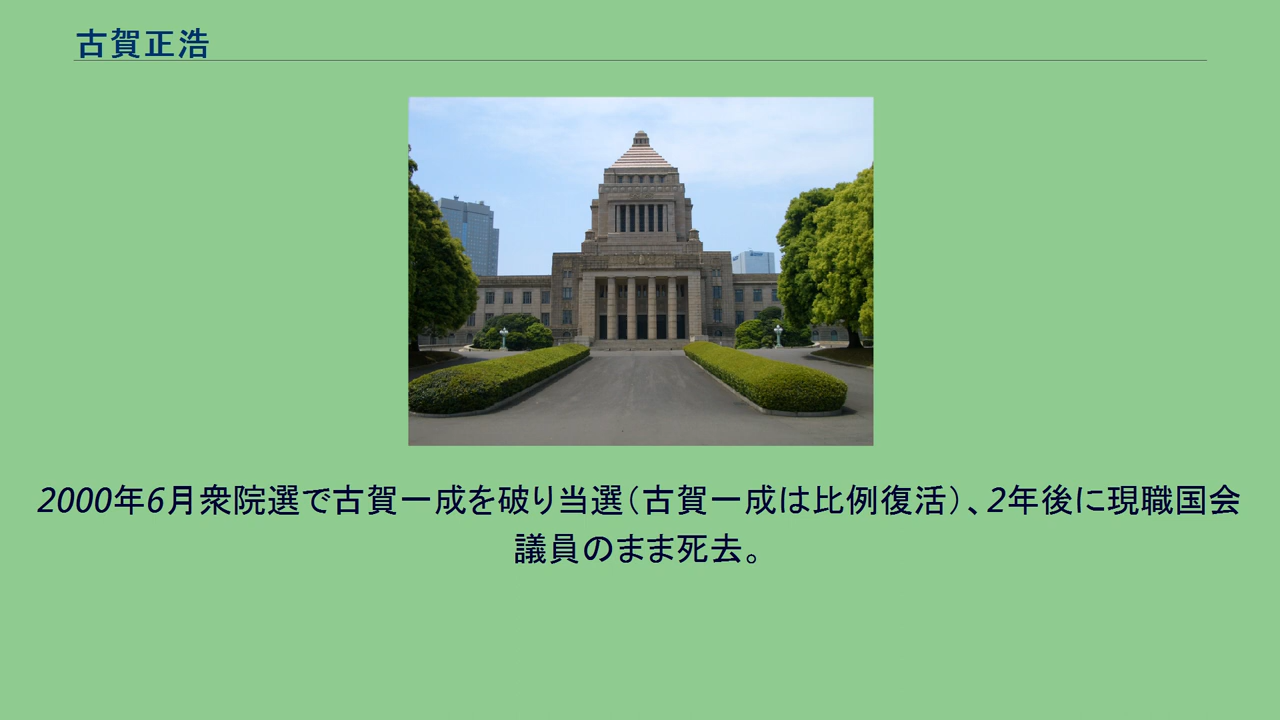 古賀正浩
2000年6月衆院選で古賀一成を破り当選（古賀一成は比例復活）、2年後に現職国会
議員のまま死去。